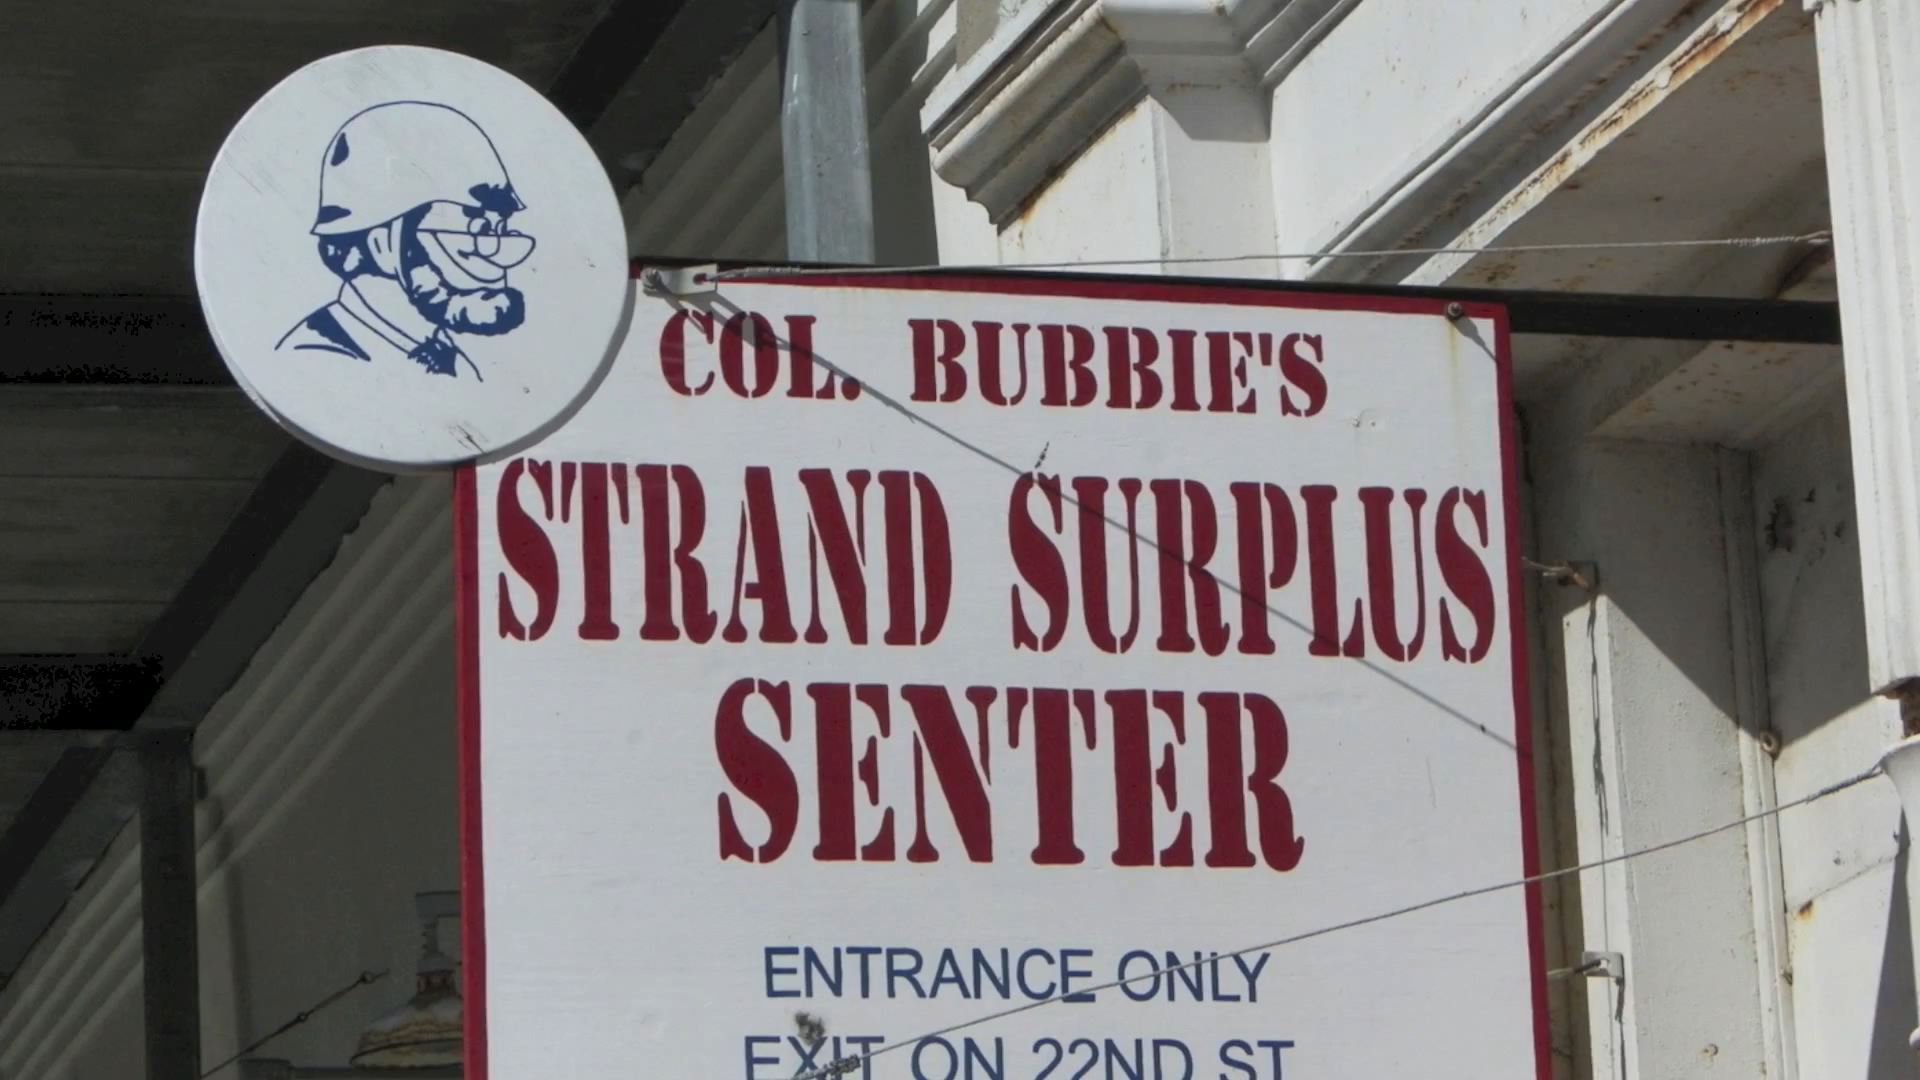 COL. BUBBIE'S
STRAND SURPLUS
SENTER
ENTRANCE ONLY
EXIT ON 22ND ST